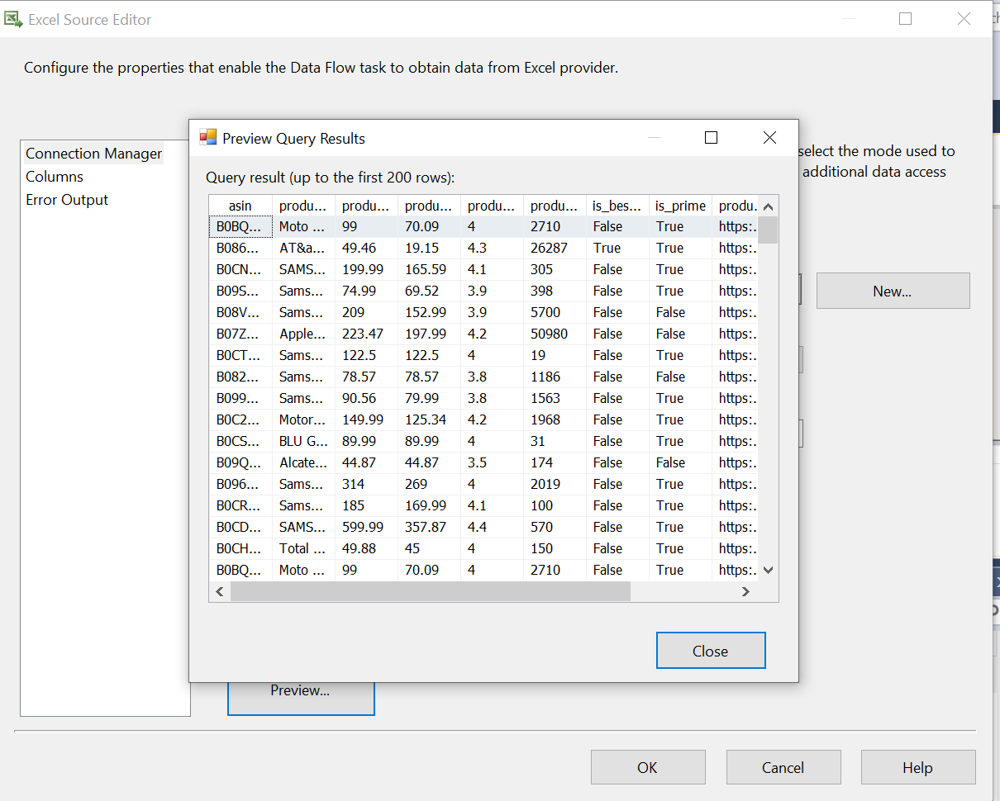 Excel Source Editor
Configure the properties that enable the Data Flow task to obtain data from Excel provider.
Connection Manager
Columns
Error Output
select the mode used to
additional data access
New...
Preview Query Results
Query result (up to the first 200 rows):
asin produ... produ... produ... produ... produ... is_bes... is_prime produ.
B0BQ... Moto ... 99 70.09 4 2710 False True https:.
B086... AT&a... 49.46 19.15 4.3 26287 True True https:.
B0CN... SAMS... 199.99 165.59 4.1 305 False True https:.
B09S... Sams... 74.99 69.52 3.9 398 False True https:.
B08V... Sams... 209 152.99 3.9 5700 False False https:.
B07Z... Apple... 223.47 197.99 4.2 50980 False False https:.
B0CT... Sams... 122.5 122.5 4 19 False True https:.
B082... Sams... 78.57 78.57 3.8 1186 False False https:.
B099... Sams... 90.56 79.99 3.8 1563 False True https:.
B0C2... Motor... 149.99 125.34 4.2 1968 False True https:.
B0CS... BLU G... 89.99 89.99 4 31 False True https:.
B09Q... Alcate... 44.87 44.87 3.5 174 False False https:.
B096... Sams... 314 269 4 2019 False True https:.
B0CR... Sams... 185 169.99 4.1 100 False True https:.
B0CD... SAMS... 599.99 357.87 4.4 570 False True https:.
B0CH... Total ... 49.88 45 4 150 False True https:.
B0BQ... Moto ... 99 70.09 4 2710 False True https:.
Close
Preview...
OK
Cancel
Help